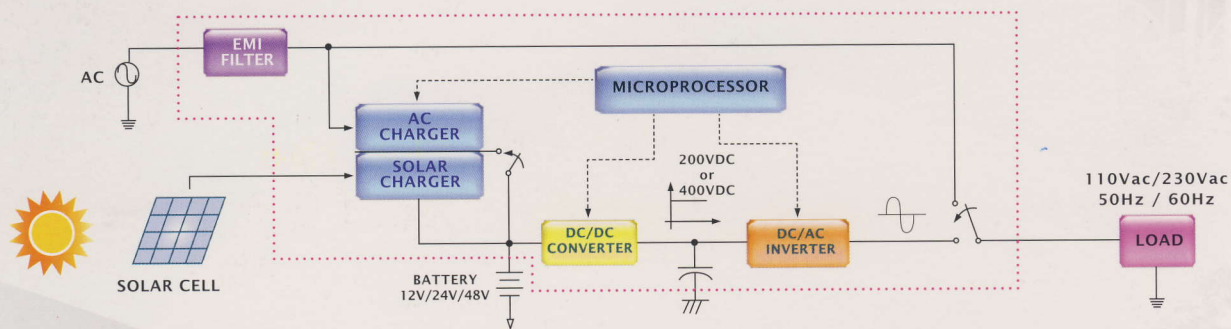 EMI
FILTER
AC
MICROPROCESSOR
AC
CHARGER
SOLAR
CHARGER
200VDC
or
400VDC
110Vac/230Vac
50Hz / 60Hz
DC/DC
CONVERTER
DC/AC
INVERTER
LOAD
SOLAR CELL
BATTERY
12V/24V/48V